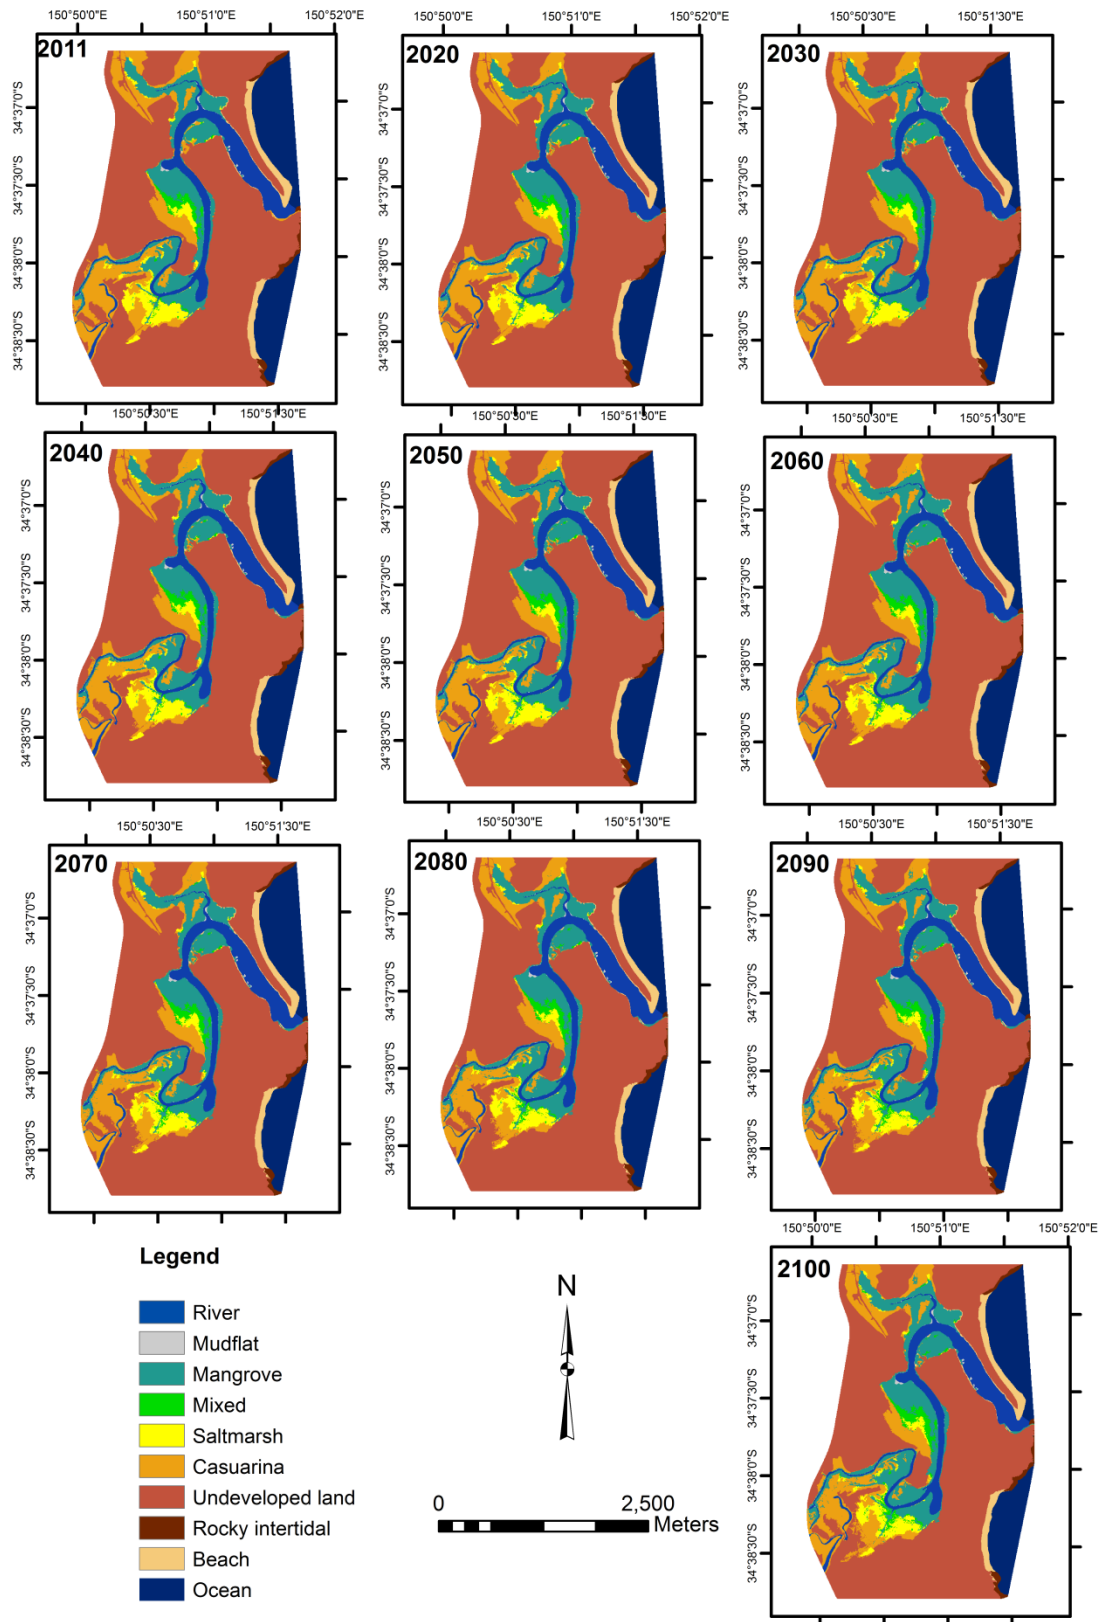 150°50'0"E 150°51'0"E 150°52'0"E
2011
34°37'0"S
34°37'30"S
34°38'0"S
34°38'30"S
150°50'0"E 150°51'0"E 150°52'0"E
2020
34°37'0"S
34°37'30"S
34°38'0"S
34°38'30"S
150°50'30"E 150°51'30"E
2030
34°37'0"S
34°37'30"S
34°38'0"S
34°38'30"S
150°50'30"E 150°51'30"E
2040
34°37'0"S
34°37'30"S
34°38'0"S
34°38'30"S
150°50'30"E 150°51'30"E
2050
34°37'0"S
34°37'30"S
34°38'0"S
34°38'30"S
150°50'30"E 150°51'30"E
2060
34°37'0"S
34°37'30"S
34°38'0"S
34°38'30"S
150°50'30"E 150°51'30"E
2070
34°37'0"S
34°37'30"S
34°38'0"S
34°38'30"S
150°50'30"E 150°51'30"E
2080
34°37'0"S
34°37'30"S
34°38'0"S
34°38'30"S
150°50'30"E 150°51'30"E
2090
34°37'0"S
34°37'30"S
34°38'0"S
34°38'30"S
150°50'0"E 150°51'0"E 150°52'0"E
2100
34°37'0"S
34°37'30"S
34°38'0"S
34°38'30"S
Legend
River
Mudflat
Mangrove
Mixed
Saltmarsh
Casuarina
Undeveloped land
Rocky intertidal
Beach
Ocean
N
0 2,500
Meters